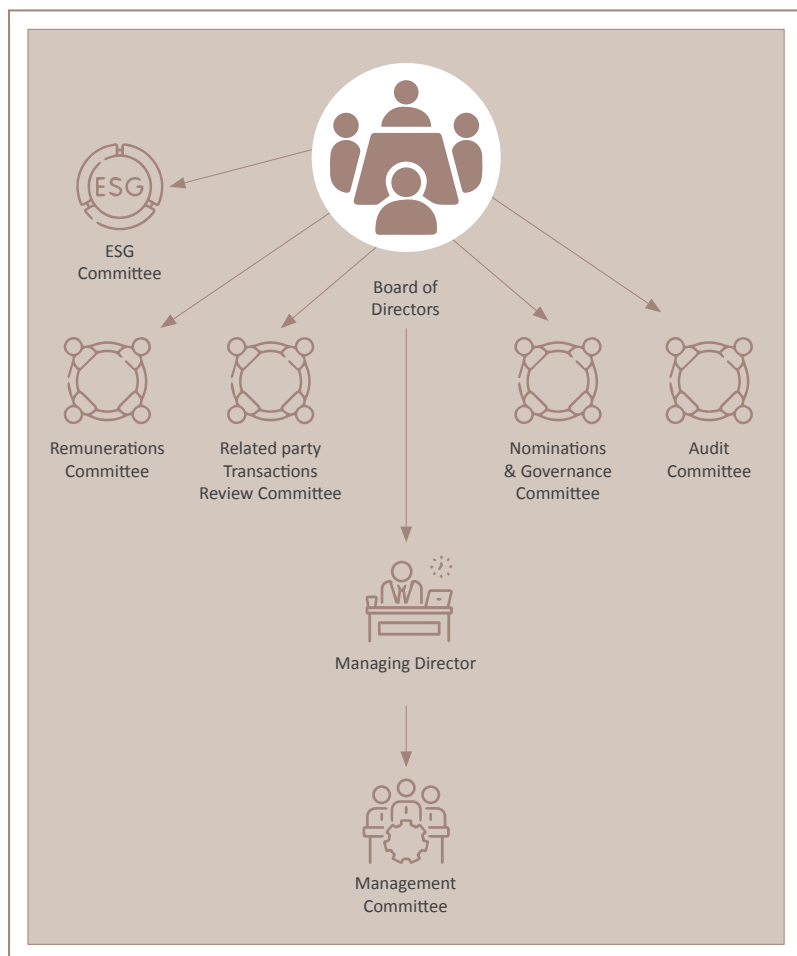 ESG
ESG
Committee
Board of
Directors
Remunerations
Committee
Related party
Transactions
Review Committee
Nominations
& Governance
Committee
Audit
Committee
Managing Director
Management
Committee